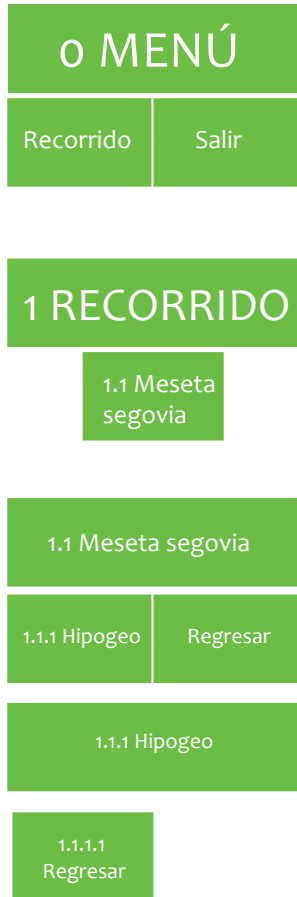 0 MENÚ
Recorrido
Salir
1 RECORRIDO
1.1 Meseta
segovia
1.1 Meseta segovia
1.1.1 Hipogeo
Regresar
1.1.1 Hipogeo
1.1.1.1
Regresar